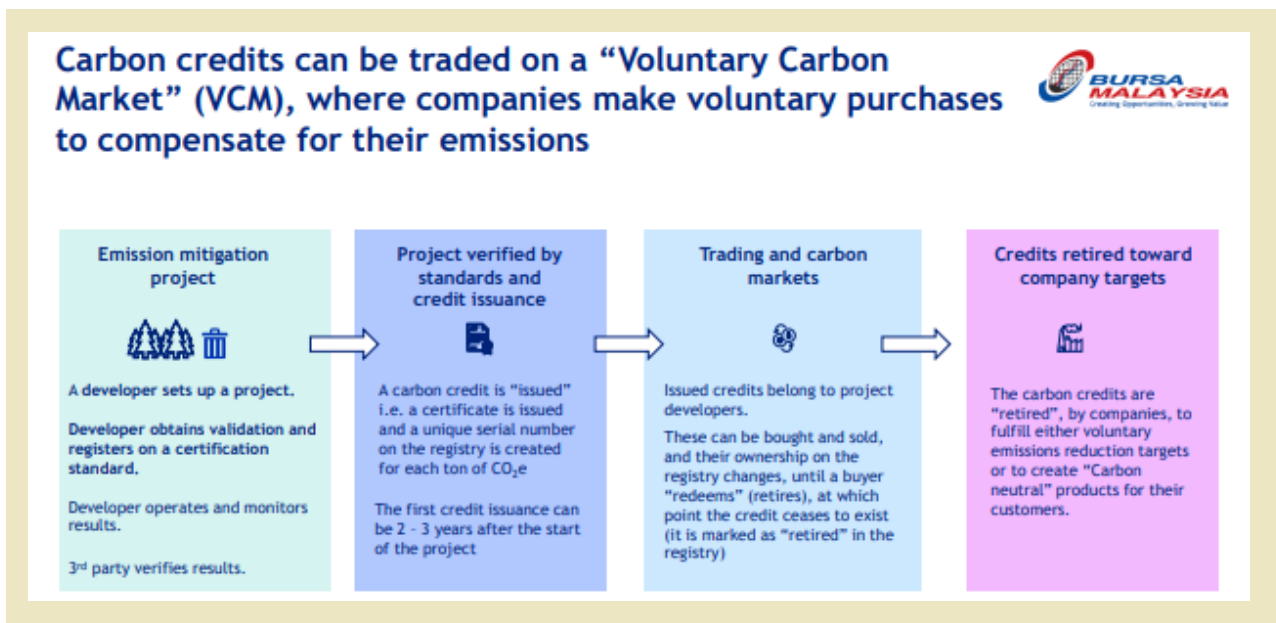 Carbon credits can be traded on a “Voluntary Carbon
Market” (VCM), where companies make voluntary purchases
to compensate for their emissions
BURSA
MALAYSIA
Creating Opportunities, Growing Value
Emission mitigation
project
A developer sets up a project.
Developer obtains validation and
registers on a certification
standard.
Developer operates and monitors
results.
3rd party verifies results.
Project verified by
standards and
credit issuance
A carbon credit is “issued”
i.e. a certificate is issued
and a unique serial number
on the registry is created
for each ton of CO₂e
The first credit issuance can
be 2 - 3 years after the start
of the project
Trading and carbon
markets
Issued credits belong to project
developers.
These can be bought and sold,
and their ownership on the
registry changes, until a buyer
“redeems” (retires), at which
point the credit ceases to exist
(it is marked as “retired” in the
registry)
Credits retired toward
company targets
The carbon credits are
“retired”, by companies, to
fulfill either voluntary
emissions reduction targets
or to create “Carbon
neutral” products for their
customers.